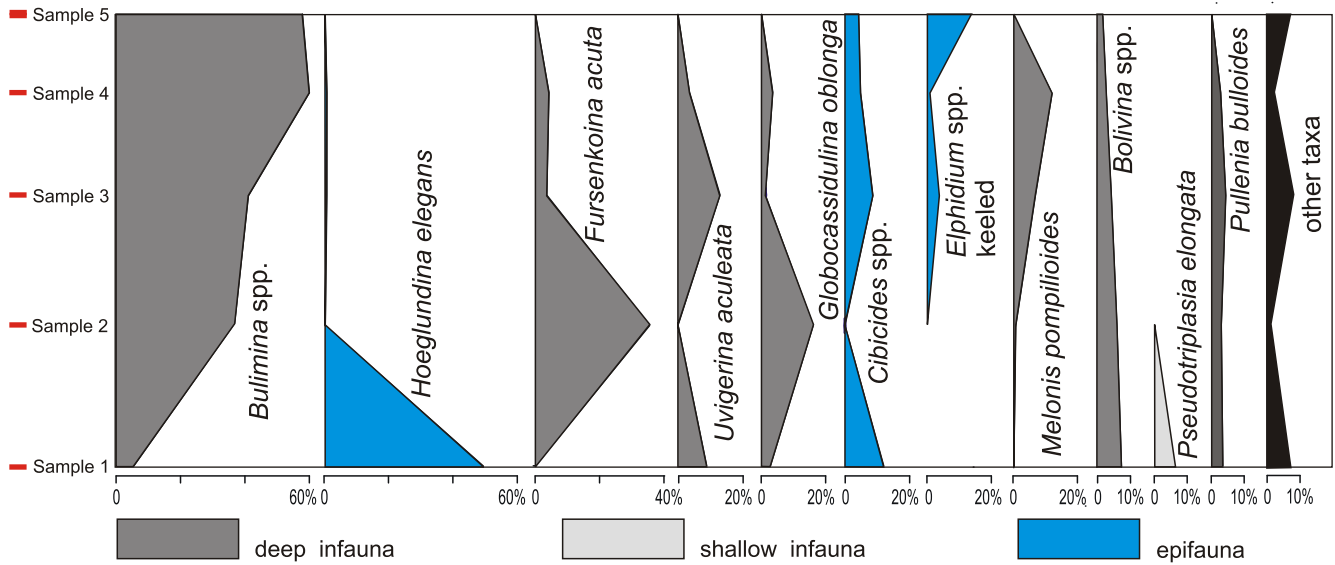 Sample 5
Sample 4
Sample 3
Sample 2
Sample 1
Bulimina spp.
Hoeglundina elegans
Fursenkoina acuta
Uvigerina aculeata
Globocassidulina oblonga
Cibicides spp.
Elphidium spp.
keeled
Melonis pompilioides
Bolivina spp.
Pseudotriplasia elongata
Pullenia bulloides
other taxa
0 60% 0 60% 0 40% 0 20% 0 20% 0 20% 0 20% 0 20% 0 10% 0 10% 0 10% 0 10%
deep infauna shallow infauna epifauna